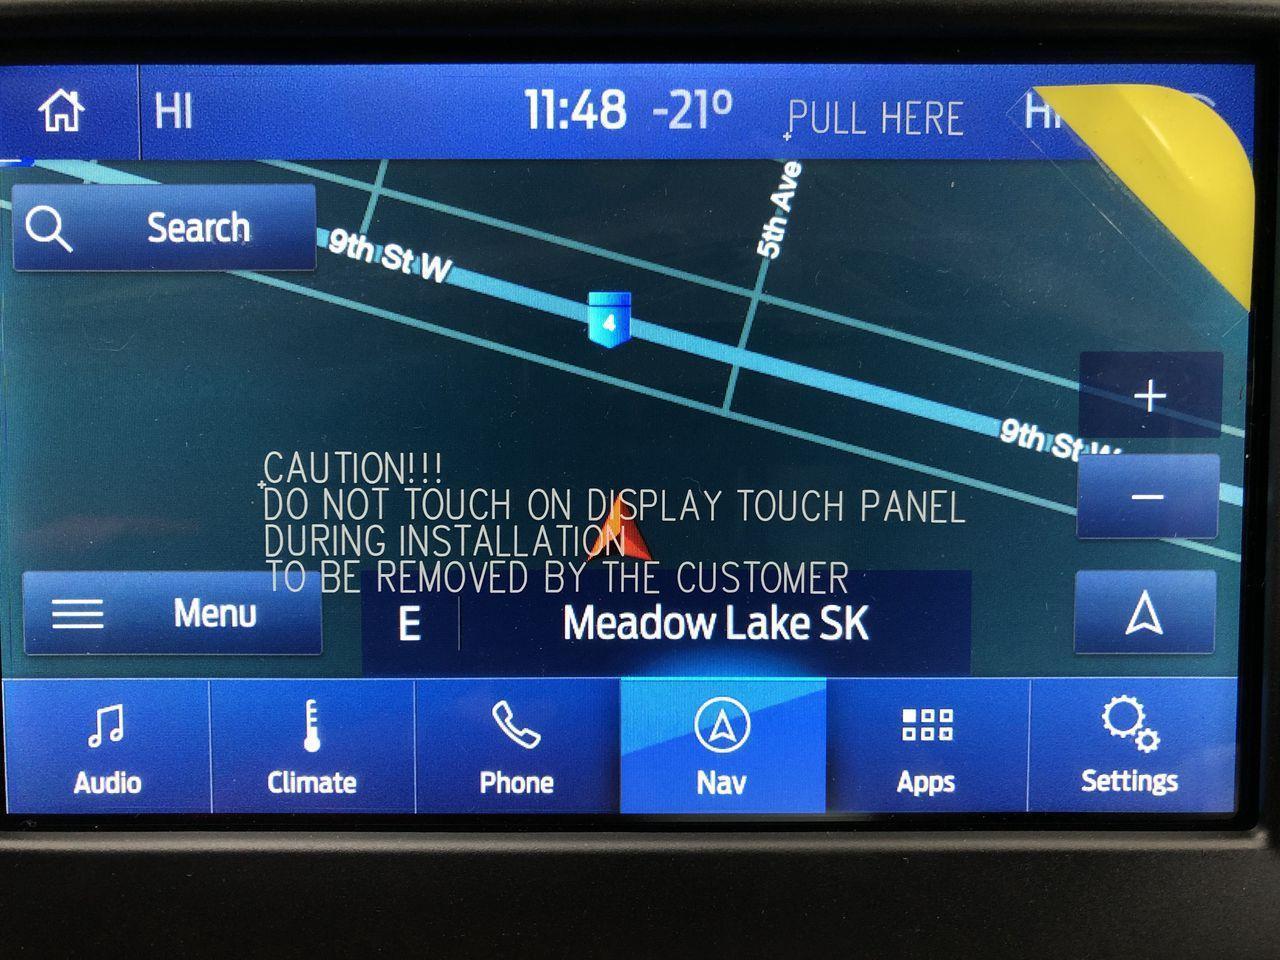 HI
11:48 -21°
PULL HERE
Search
9th St W
5th Ave
4
9th St W
CAUTION!!!
DO NOT TOUCH ON DISPLAY TOUCH PANEL
DURING INSTALLATION
TO BE REMOVED BY THE CUSTOMER
Menu
E
Meadow Lake SK
Audio
Climate
Phone
Nav
Apps
Settings